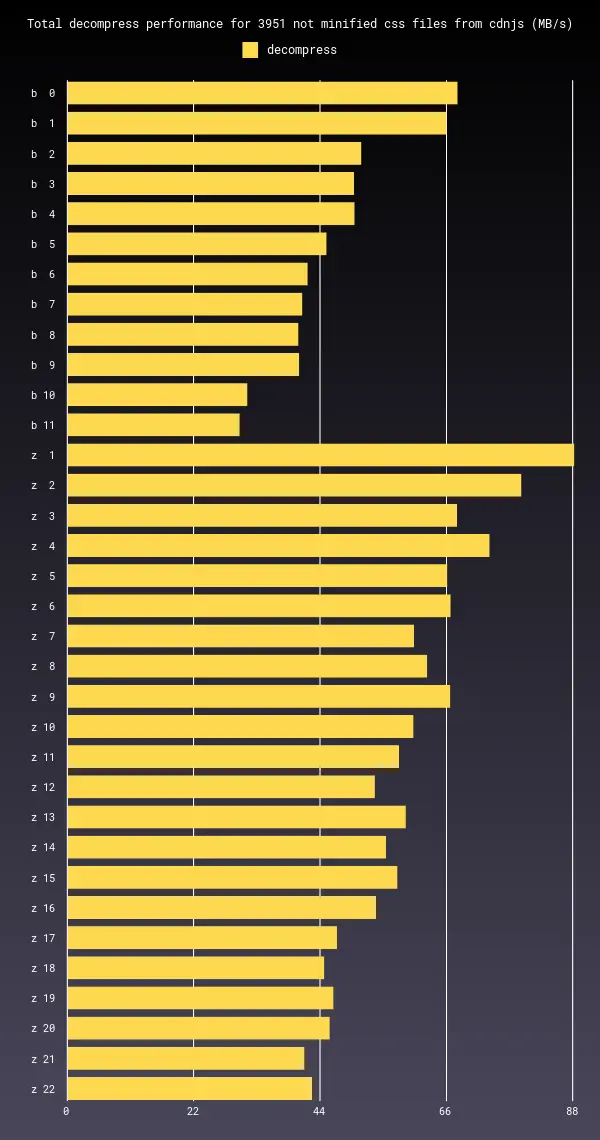 Total decompress performance for 3951 not minified css files from cdnjs (MB/s)
decompress
b 0
b 1
b 2
b 3
b 4
b 5
b 6
b 7
b 8
b 9
b 10
b 11
z 1
z 2
z 3
z 4
z 5
z 6
z 7
z 8
z 9
z 10
z 11
z 12
z 13
z 14
z 15
z 16
z 17
z 18
z 19
z 20
z 21
z 22
0 22 44 66 88